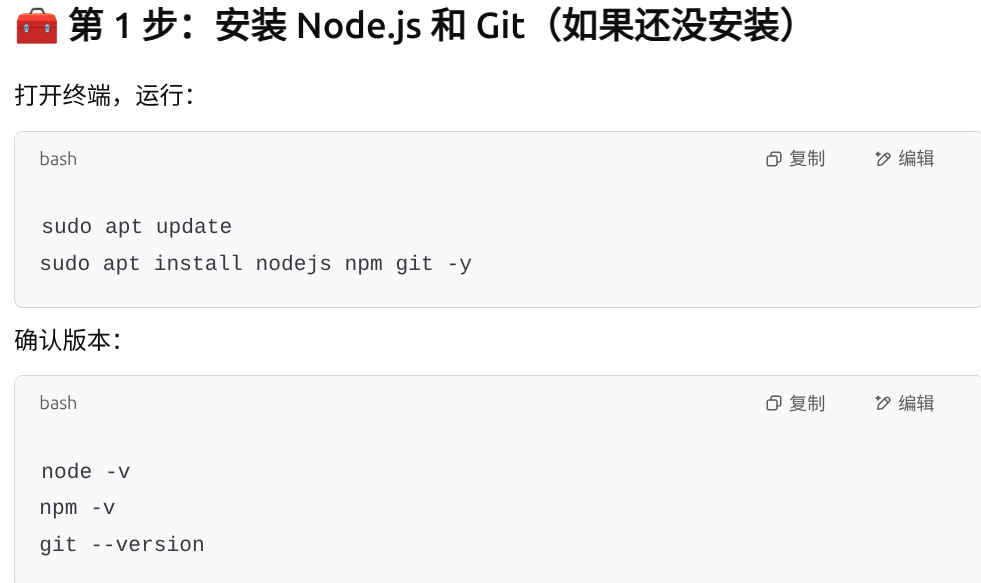 🧰 第 1 步：安装 Node.js 和 Git（如果还没安装）
打开终端，运行：
bash
复制
编辑
sudo apt update
sudo apt install nodejs npm git -y
确认版本：
bash
复制
编辑
node -v
npm -v
git --version